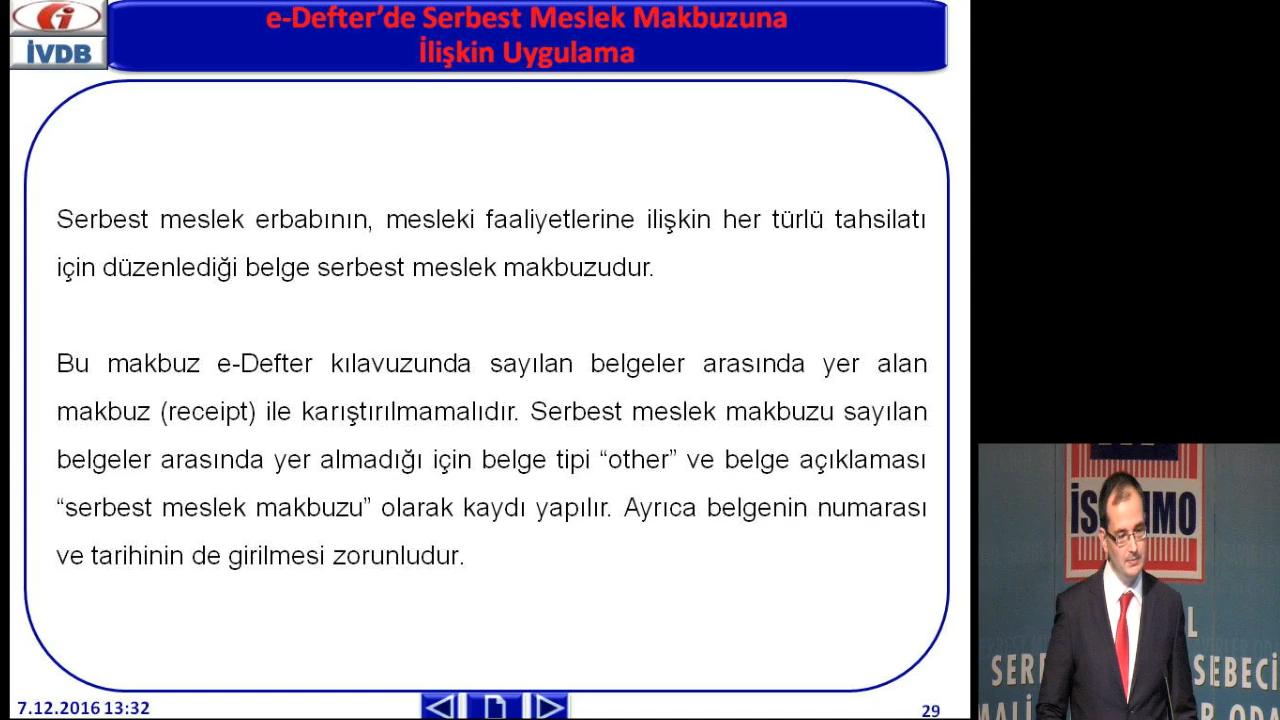 e-Defter'de Serbest Meslek Makbuzuna
İlişkin Uygulama
İVDB
Serbest meslek erbabının, mesleki faaliyetlerine ilişkin her türlü tahsilatı
için düzenlediği belge serbest meslek makbuzudur.
Bu makbuz e-Defter kılavuzunda sayılan belgeler arasında yer alan
makbuz (receipt) ile karıştırılmamalıdır. Serbest meslek makbuzu sayılan
belgeler arasında yer almadığı için belge tipi “other” ve belge açıklaması
“serbest meslek makbuzu” olarak kaydı yapılır. Ayrıca belgenin numarası
ve tarihinin de girilmesi zorunludur.
7.12.2016 13:32
29